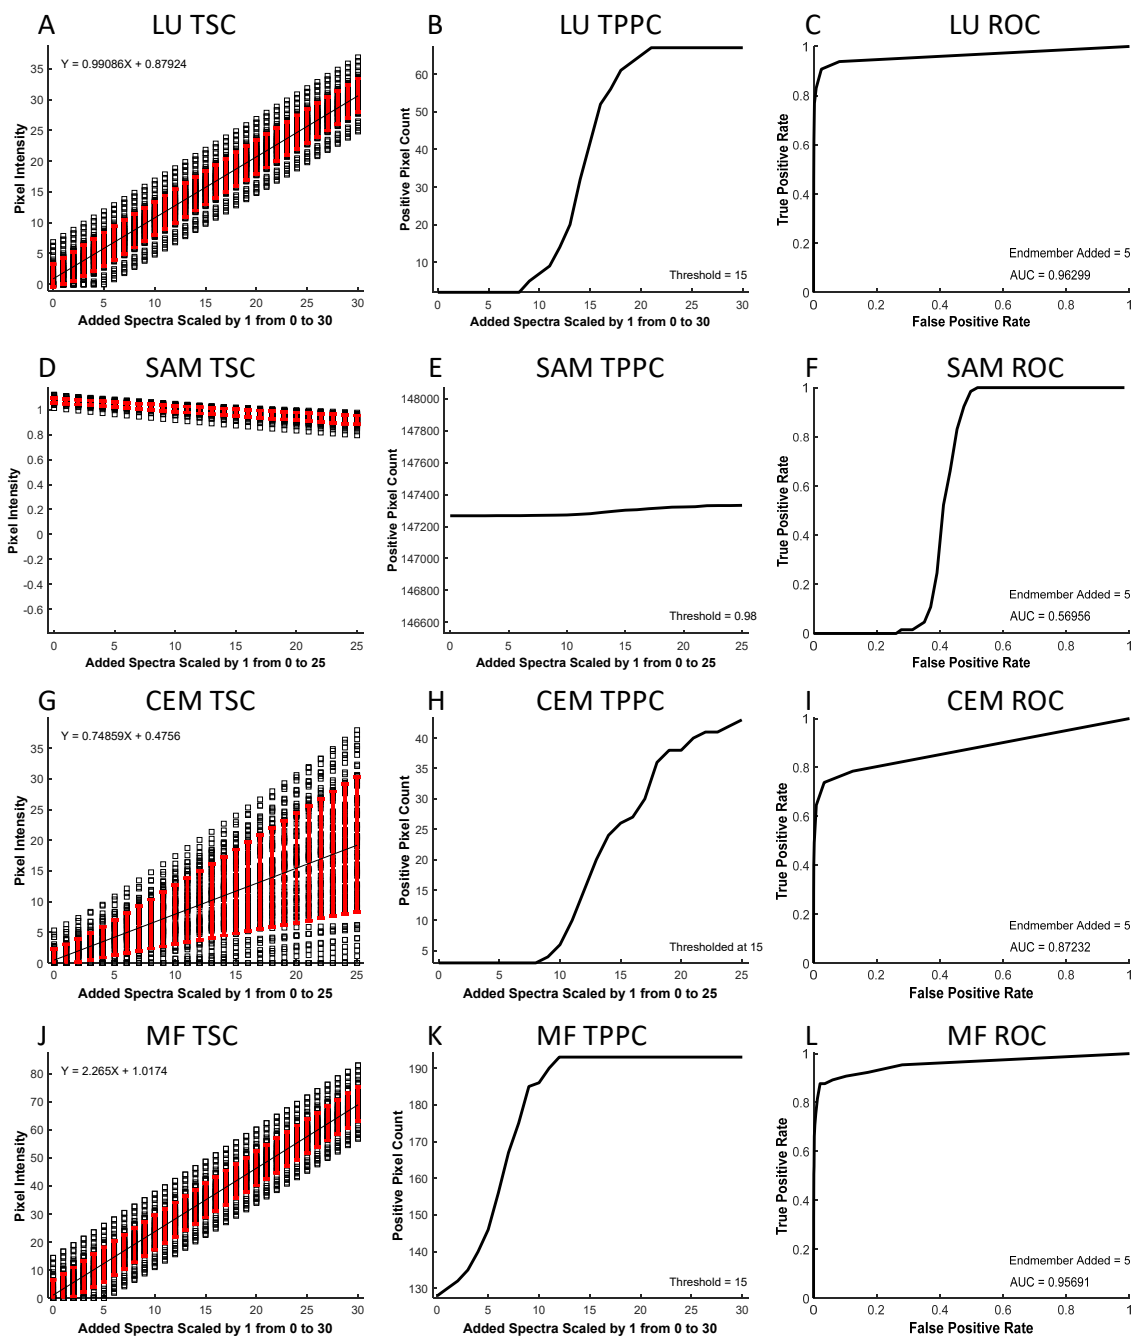 A
LU TSC
Y = 0.99086X + 0.87924
Pixel Intensity
35
30
25
20
15
10
5
0
0 5 10 15 20 25 30
Added Spectra Scaled by 1 from 0 to 30
B
LU TPPC
Positive Pixel Count
60
50
40
30
20
10
Threshold = 15
0 5 10 15 20 25 30
Added Spectra Scaled by 1 from 0 to 30
C
LU ROC
True Positive Rate
1
0.8
0.6
0.4
0.2
0
Endmember Added = 5
AUC = 0.96299
0 0.2 0.4 0.6 0.8 1
False Positive Rate
D
SAM TSC
Pixel Intensity
1
0.8
0.6
0.4
0.2
0
-0.2
-0.4
-0.6
0 5 10 15 20 25
Added Spectra Scaled by 1 from 0 to 25
E
SAM TPPC
Positive Pixel Count
148000
147800
147600
147400
147200
147000
146800
146600
Threshold = 0.98
0 5 10 15 20 25
Added Spectra Scaled by 1 from 0 to 25
F
SAM ROC
True Positive Rate
1
0.8
0.6
0.4
0.2
0
Endmember Added = 5
AUC = 0.56956
0 0.2 0.4 0.6 0.8 1
False Positive Rate
G
CEM TSC
Y = 0.74859X + 0.4756
Pixel Intensity
35
30
25
20
15
10
5
0
0 5 10 15 20 25
Added Spectra Scaled by 1 from 0 to 25
H
CEM TPPC
Positive Pixel Count
40
35
30
25
20
15
10
5
Thresholded at 15
0 5 10 15 20 25
Added Spectra Scaled by 1 from 0 to 25
I
CEM ROC
True Positive Rate
1
0.8
0.6
0.4
0.2
0
Endmember Added = 5
AUC = 0.87232
0 0.2 0.4 0.6 0.8 1
False Positive Rate
J
MF TSC
Y = 2.265X + 1.0174
Pixel Intensity
80
70
60
50
40
30
20
10
0
0 5 10 15 20 25 30
Added Spectra Scaled by 1 from 0 to 30
K
MF TPPC
Positive Pixel Count
190
180
170
160
150
140
130
Threshold = 15
0 5 10 15 20 25 30
Added Spectra Scaled by 1 from 0 to 30
L
MF ROC
True Positive Rate
1
0.8
0.6
0.4
0.2
0
Endmember Added = 5
AUC = 0.95691
0 0.2 0.4 0.6 0.8 1
False Positive Rate